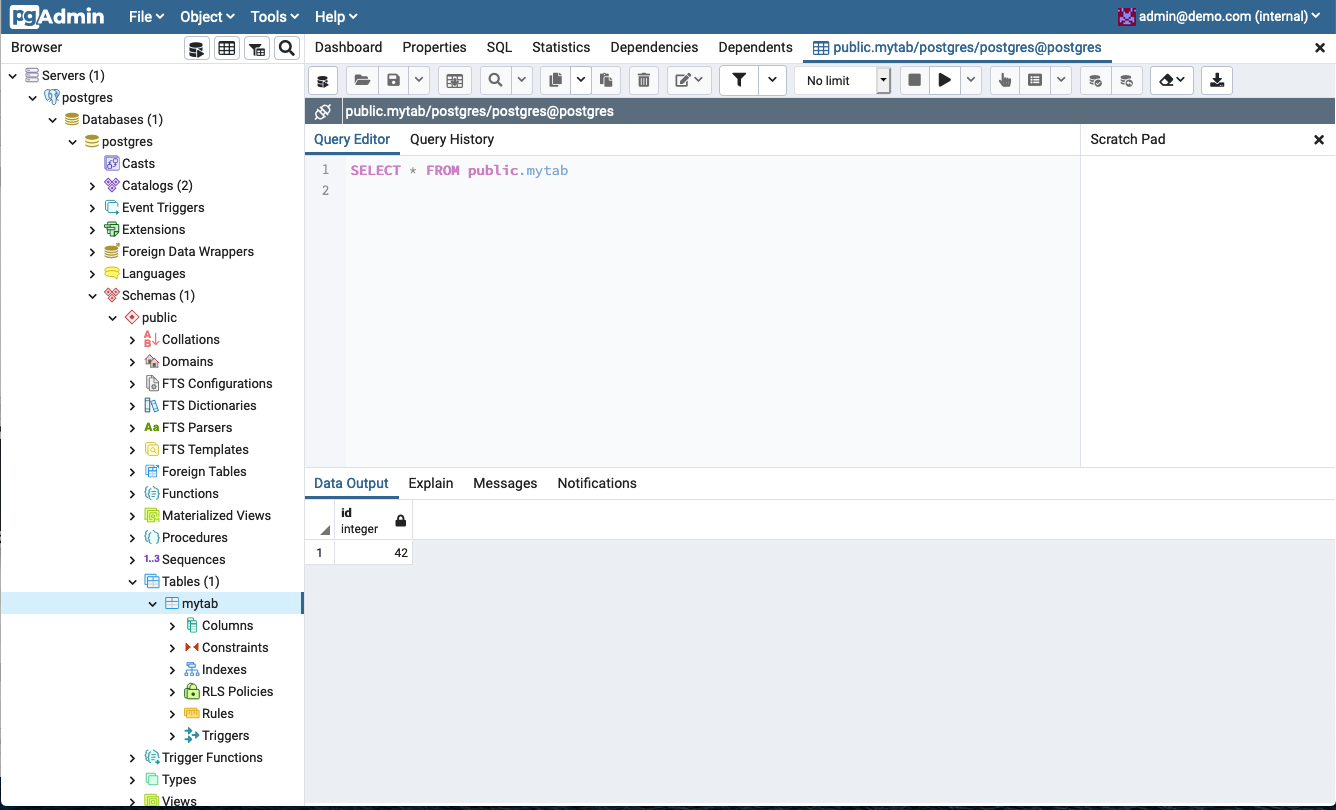 pgAdmin File Object Tools Help admin@demo.com (internal)
Browser
Dashboard Properties SQL Statistics Dependencies Dependents public.mytab/postgres/postgres@postgres
Servers (1)
postgres
Databases (1)
postgres
Casts
Catalogs (2)
Event Triggers
Extensions
Foreign Data Wrappers
Languages
Schemas (1)
public
Collations
Domains
FTS Configurations
FTS Dictionaries
Aa FTS Parsers
FTS Templates
Foreign Tables
Functions
Materialized Views
Procedures
1..3 Sequences
Tables (1)
mytab
Columns
Constraints
Indexes
RLS Policies
Rules
Triggers
Trigger Functions
Types
Views
No limit
public.mytab/postgres/postgres@postgres
Query Editor Query History
Scratch Pad
1 SELECT * FROM public.mytab
2
Data Output Explain Messages Notifications
id
integer
1 42